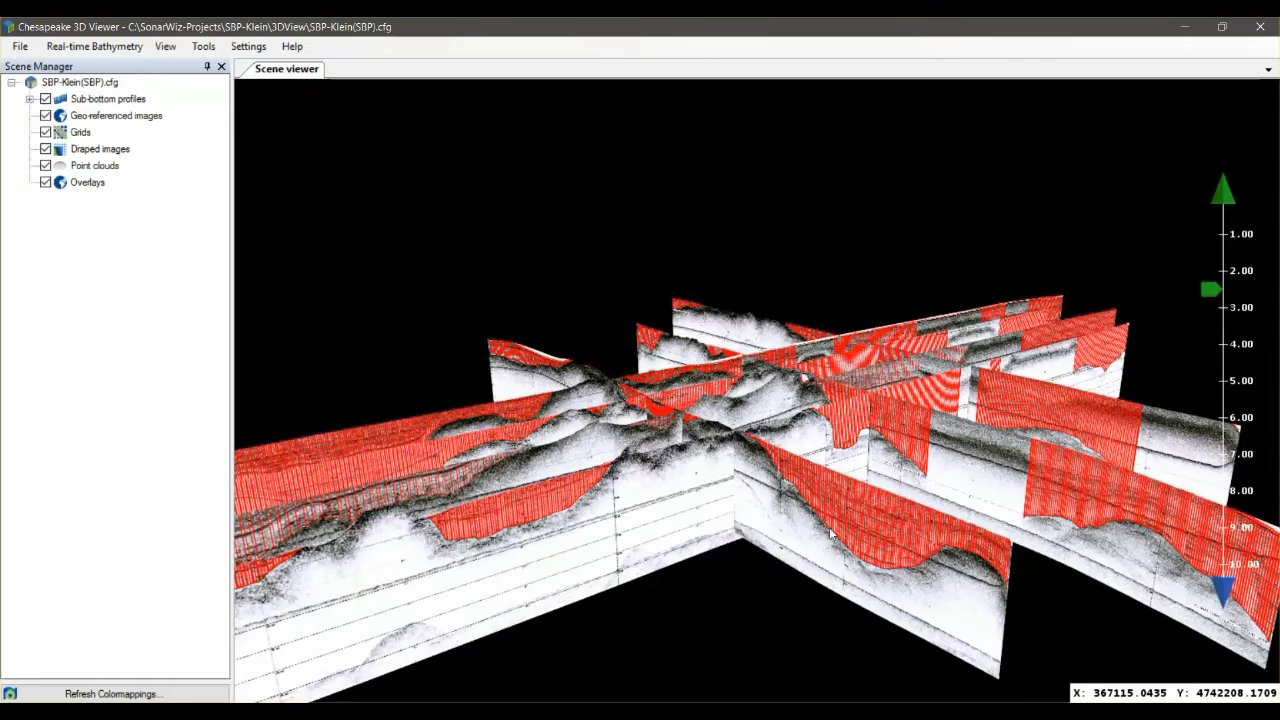 Chesapeake 3D Viewer - C:\SonarWiz-Projects\SBP-Klein\3DView\SBP-Klein(SBP).cfg
File Real-time Bathymetry View Tools Settings Help
Scene Manager
Scene viewer
SBP-Klein(SBP).cfg
Sub-bottom profiles
Geo-referenced images
Grids
Draped images
Point clouds
Overlays
1.00
2.00
3.00
4.00
5.00
6.00
7.00
8.00
9.00
10.00
Refresh Colormappings...
X: 367115.0435 Y: 4742208.1709